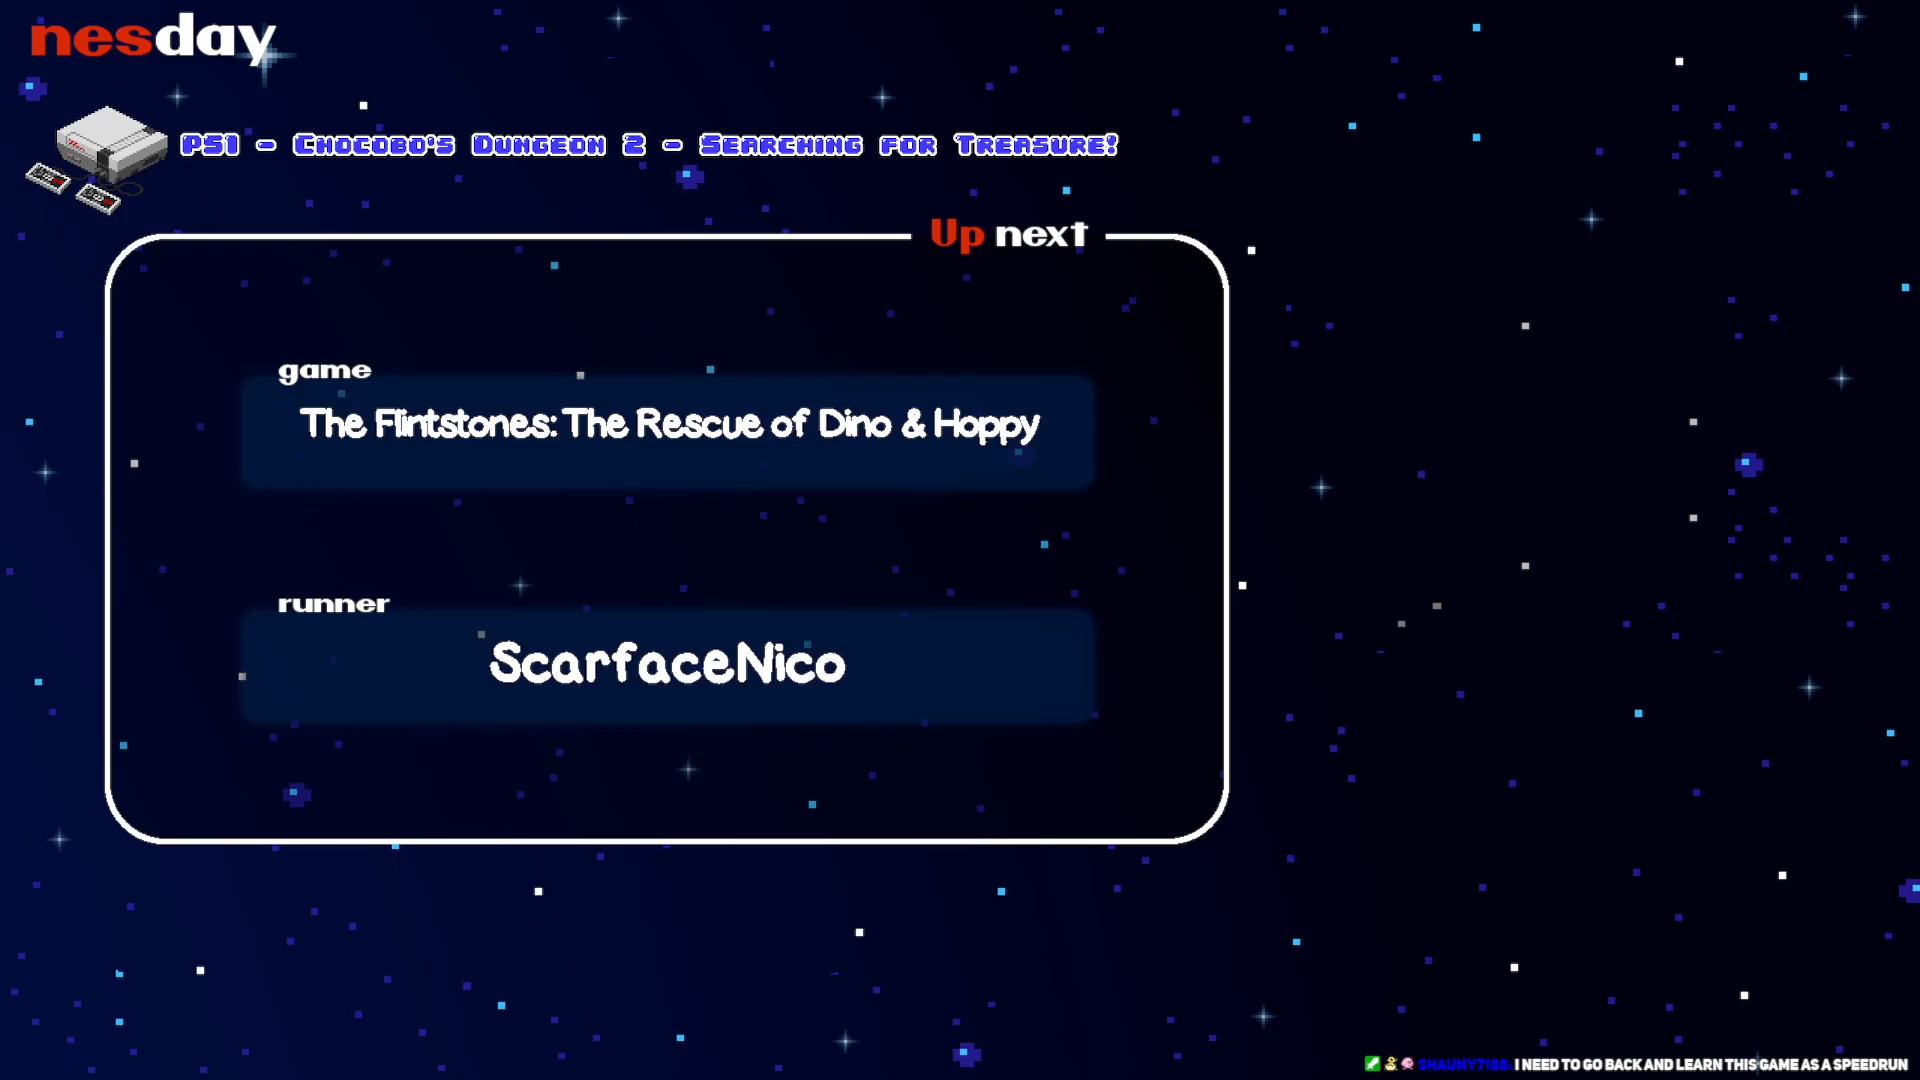 nesday
PS1 - Chocobo's Dungeon 2 - Searching for Treasure!
Up next
game
The Flintstones: The Rescue of Dino & Hoppy
runner
ScarfaceNico
SHAUNY7188: I NEED TO GO BACK AND LEARN THIS GAME AS A SPEEDRUN